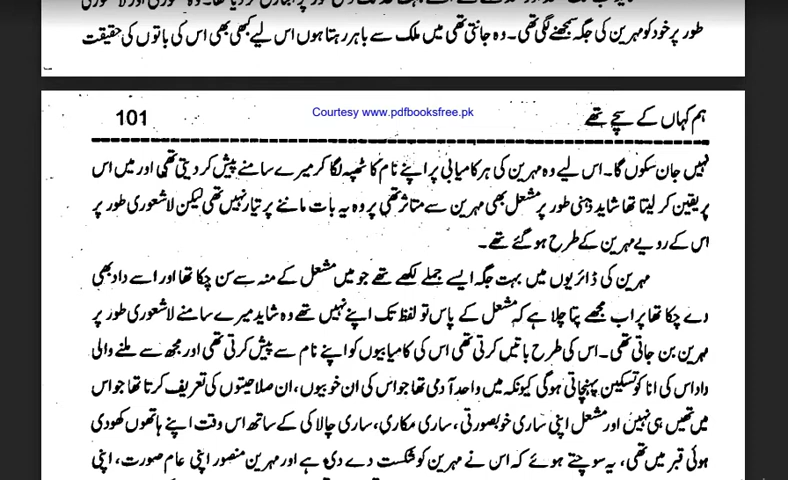 طور پر خود کو مہرین کی جگہ سمجھنے لگی تھی۔ وہ جانتی تھی میں ملک سے باہر رہتا ہوں اس لیے کبھی بھی اس کی باتوں کی حقیقت
ہم کہاں کے سچے تھے Courtesy www.pdfbooksfree.pk 101
نہیں جان سکوں گا۔ اس لیے وہ مہرین کی ہر کامیابی پر اپنے نام کا ٹھپہ لگا کر میرے سامنے پیش کر دیتی تھی اور میں اس
پر یقین کر لیتا تھا شاید ذہنی طور پر مشعل بھی مہرین سے متاثر تھی پر وہ یہ بات ماننے پر تیار نہیں تھی لیکن لاشعوری طور پر
اس کے رویے مہرین کے طرح ہو گئے تھے۔
مہرین کی ڈائریوں میں بہت جگہ ایسے جملے لکھے تھے جو میں مشعل کے منہ سے سن چکا تھا اور اسے داد بھی
دے چکا تھا پر اب مجھے پتا چلا ہے کہ مشعل کے پاس تو لفظ تک اپنے نہیں تھے وہ شاید میرے سامنے لاشعوری طور پر
مہرین بن جاتی تھی۔ اس کی طرح باتیں کرتی تھی اس کی کامیابیوں کو اپنے نام سے پیش کرتی تھی اور مجھ سے ملنے والی
داد اس کی انا کو تسکین پہنچاتی ہوگی کیونکہ میں واحد آدمی تھا جو اس کی ان خوبیوں، ان صلاحیتوں کی تعریف کرتا تھا جو اس
میں تھیں ہی نہیں اور مشعل اپنی ساری خوبصورتی، ساری مکاری، ساری چالاکی کے ساتھ اس وقت اپنے ہاتھوں کھودی
ہوئی قبر میں تھی، یہ سوچتے ہوئے کہ اس نے مہرین کو شکست دے دی ہے اور مہرین منصور اپنی عام صورت، اپنی